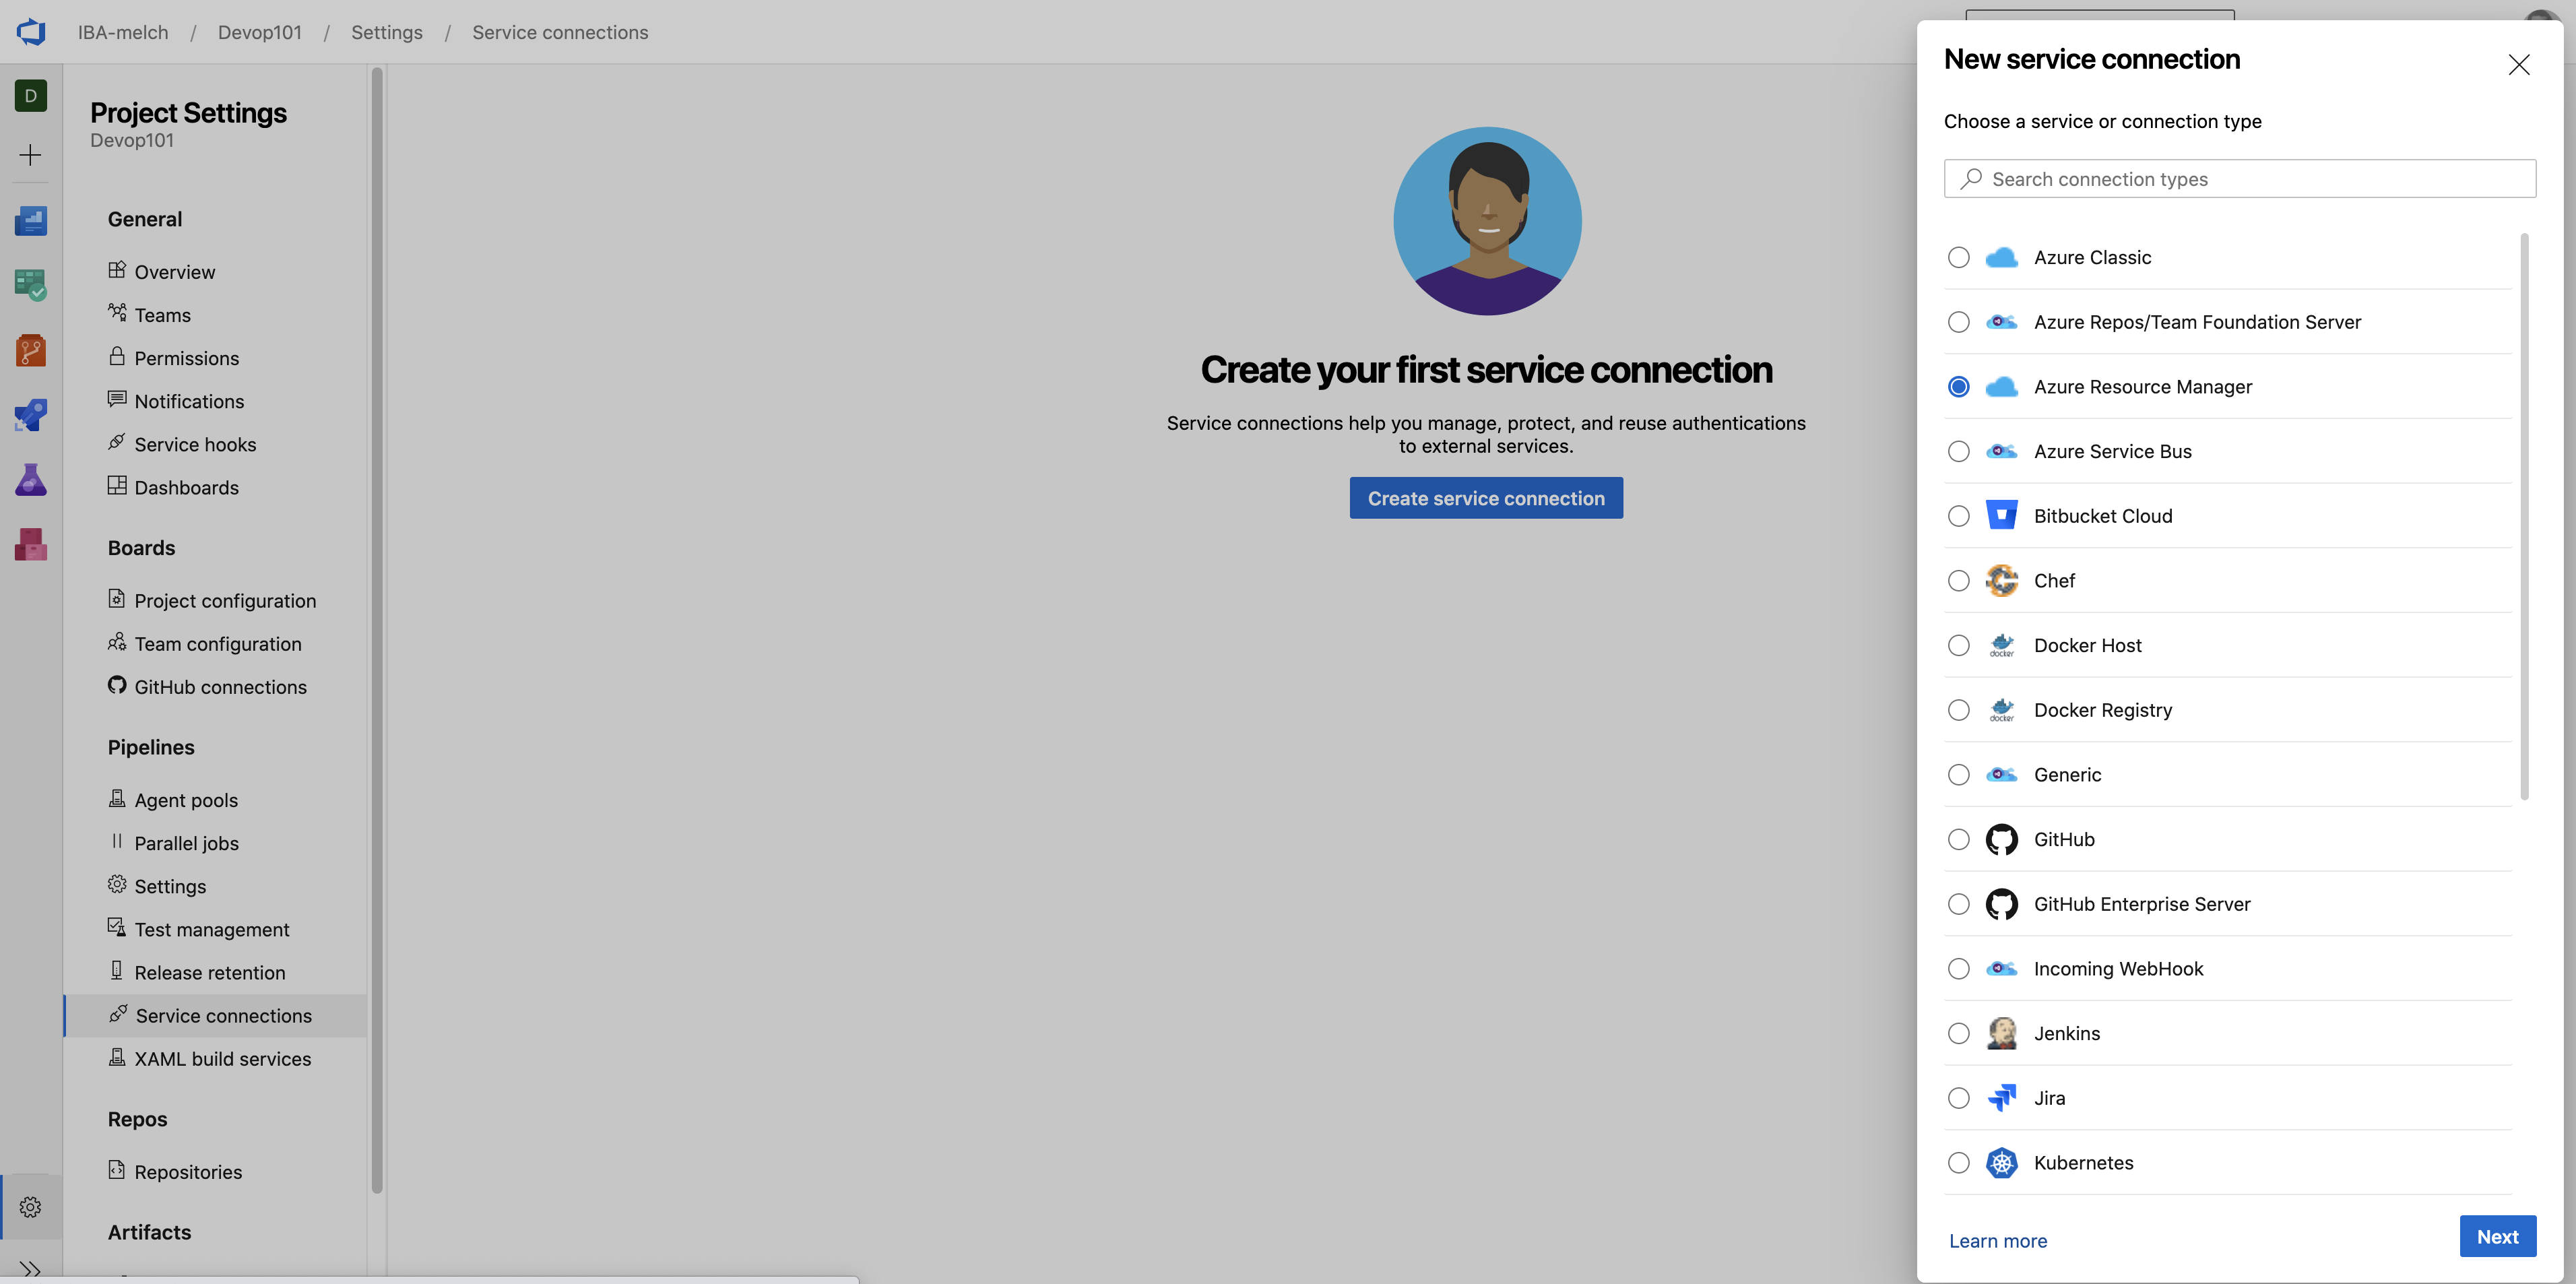 IBA-melch / Devop101 / Settings / Service connections
D
Project Settings
Devop101
General
Overview
Teams
Permissions
Notifications
Service hooks
Dashboards
Boards
Project configuration
Team configuration
GitHub connections
Pipelines
Agent pools
Parallel jobs
Settings
Test management
Release retention
Service connections
XAML build services
Repos
Repositories
Artifacts
Create your first service connection
Service connections help you manage, protect, and reuse authentications
to external services.
Create service connection
New service connection
Choose a service or connection type
Search connection types
Azure Classic
Azure Repos/Team Foundation Server
Azure Resource Manager
Azure Service Bus
Bitbucket Cloud
Chef
docker Docker Host
docker Docker Registry
Generic
GitHub
GitHub Enterprise Server
Incoming WebHook
Jenkins
Jira
Kubernetes
Learn more
Next